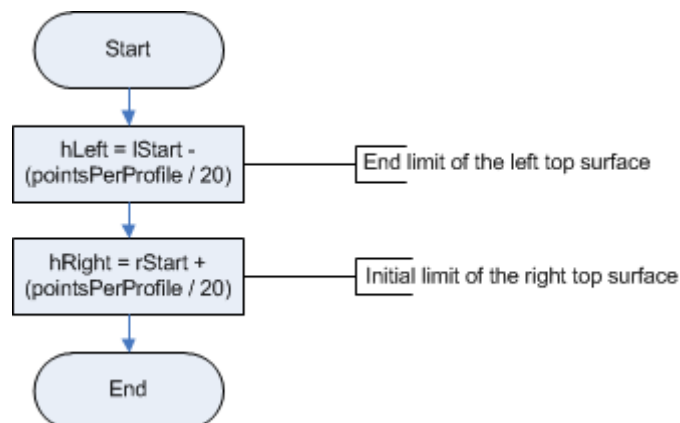 Start
hLeft = lStart -
(pointsPerProfile / 20)
End limit of the left top surface
hRight = rStart +
(pointsPerProfile / 20)
Initial limit of the right top surface
End